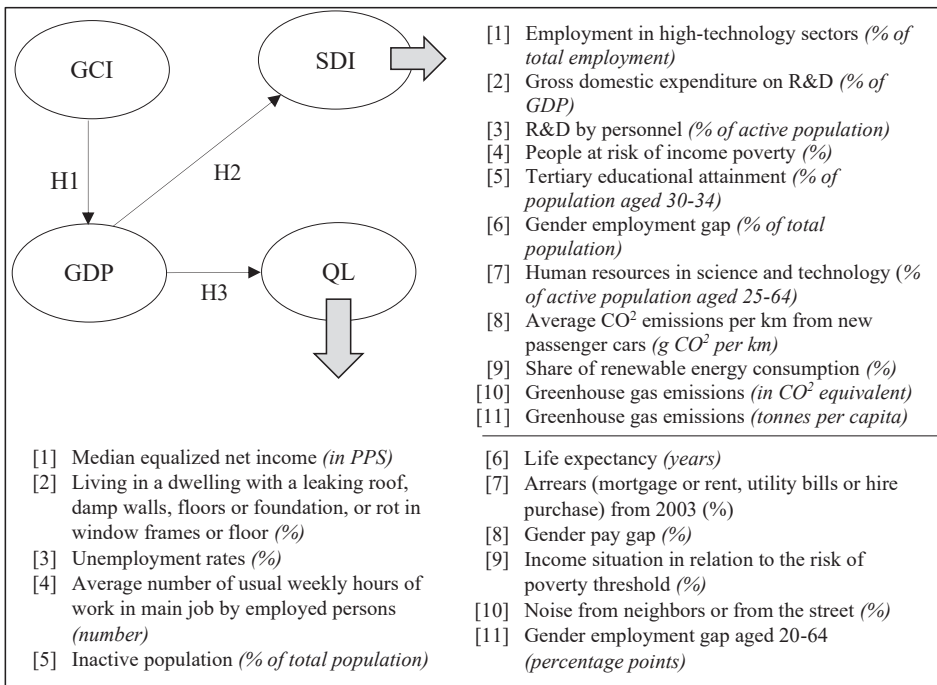 GCI
SDI
H1
H2
GDP
H3
QL
[1] Employment in high-technology sectors (% of
total employment)
[2] Gross domestic expenditure on R&D (% of
GDP)
[3] R&D by personnel (% of active population)
[4] People at risk of income poverty (%)
[5] Tertiary educational attainment (% of
population aged 30-34)
[6] Gender employment gap (% of total
population)
[7] Human resources in science and technology (%
of active population aged 25-64)
[8] Average CO² emissions per km from new
passenger cars (g CO² per km)
[9] Share of renewable energy consumption (%)
[10] Greenhouse gas emissions (in CO² equivalent)
[11] Greenhouse gas emissions (tonnes per capita)
[1] Median equalized net income (in PPS)
[2] Living in a dwelling with a leaking roof,
damp walls, floors or foundation, or rot in
window frames or floor (%)
[3] Unemployment rates (%)
[4] Average number of usual weekly hours of
work in main job by employed persons
(number)
[5] Inactive population (% of total population)
[6] Life expectancy (years)
[7] Arrears (mortgage or rent, utility bills or hire
purchase) from 2003 (%)
[8] Gender pay gap (%)
[9] Income situation in relation to the risk of
poverty threshold (%)
[10] Noise from neighbors or from the street (%)
[11] Gender employment gap aged 20-64
(percentage points)